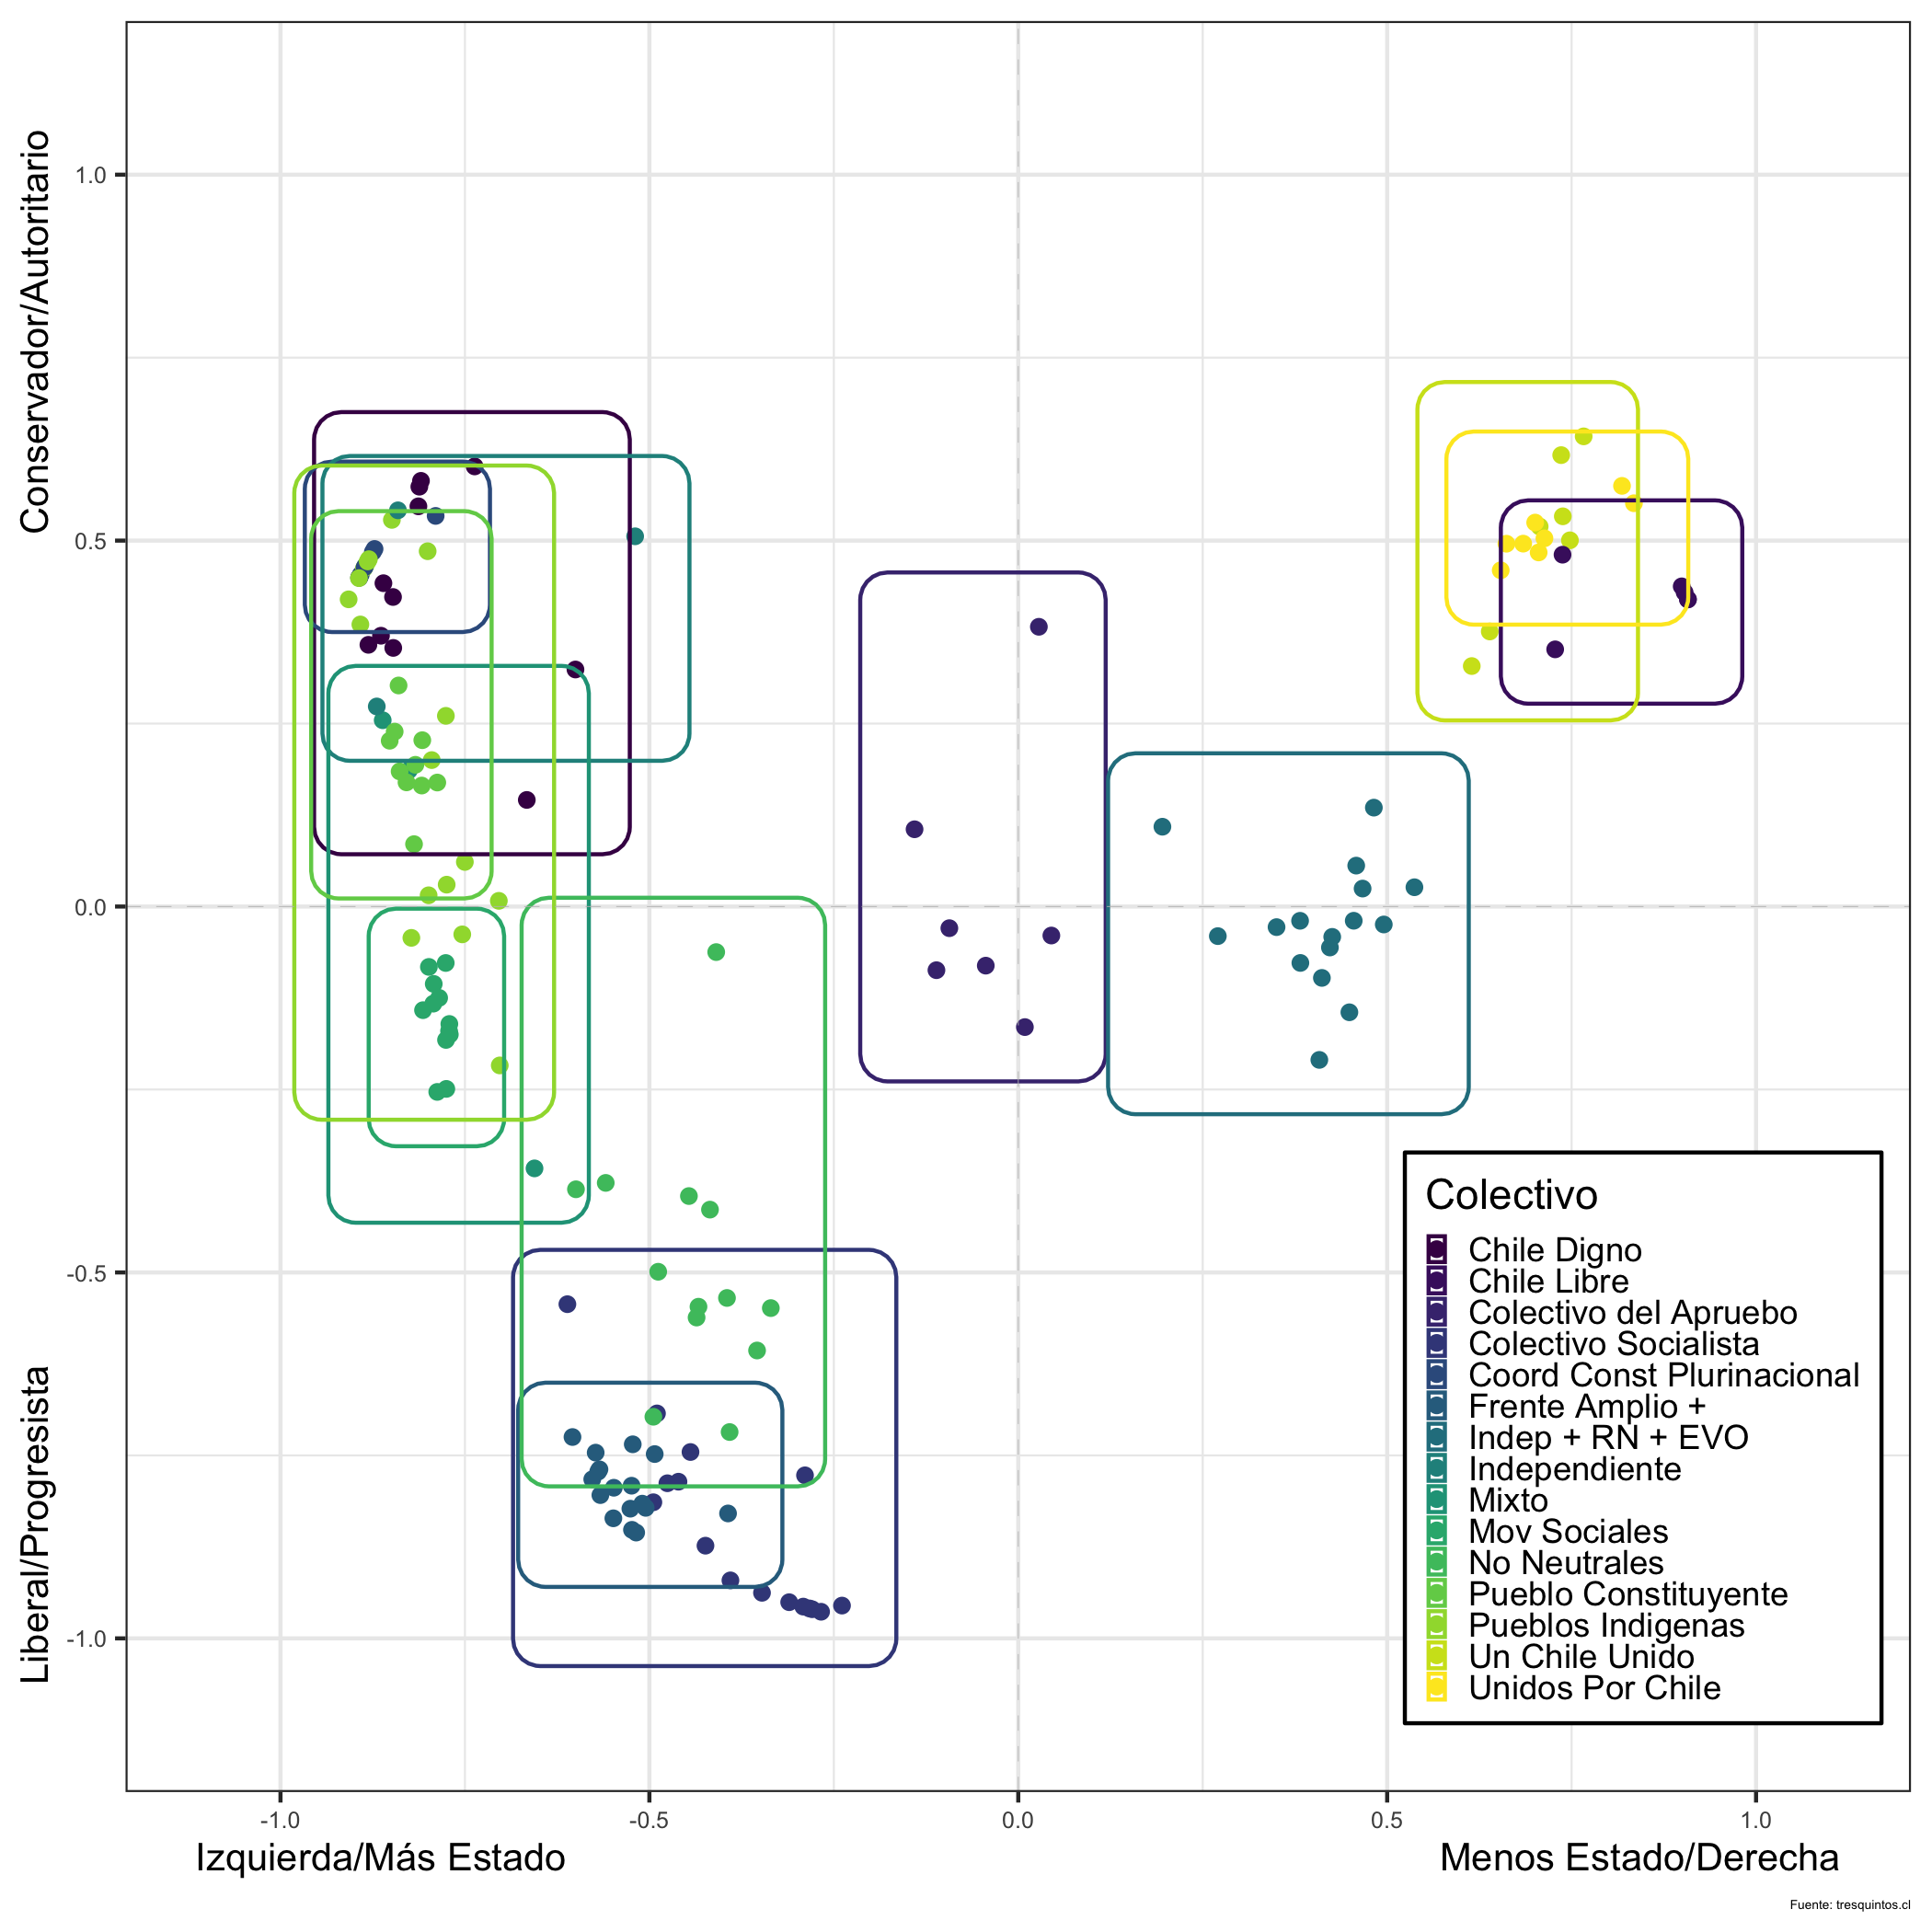 Conservador/Autoritario
Liberal/Progresista
1.0
0.5
0.0
-0.5
-1.0
Colectivo
Chile Digno
Chile Libre
Colectivo del Apruebo
Colectivo Socialista
Coord Const Plurinacional
Frente Amplio +
Indep + RN + EVO
Independiente
Mixto
Mov Sociales
No Neutrales
Pueblo Constituyente
Pueblos Indigenas
Un Chile Unido
Unidos Por Chile
-1.0 -0.5 0.0 0.5 1.0
Izquierda/Más Estado Menos Estado/Derecha
Fuente: tresquintos.cl